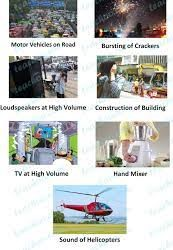 Motor Vehicles on Road
Bursting of Crackers
Loudspeakers at High Volume
Construction of Building
TV at High Volume
Hand Mixer
Sound of Helicopters